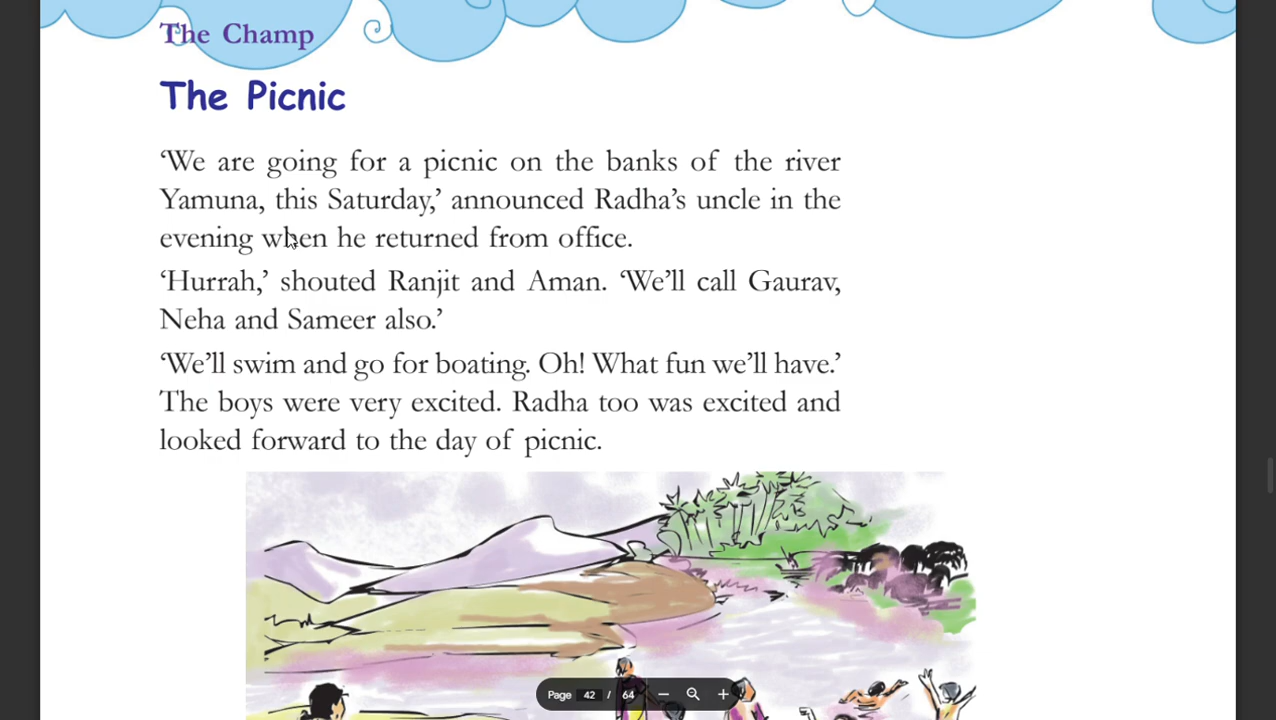 The Champ
The Picnic
‘We are going for a picnic on the banks of the river
Yamuna, this Saturday,’ announced Radha’s uncle in the
evening when he returned from office.
‘Hurrah,’ shouted Ranjit and Aman. ‘We’ll call Gaurav,
Neha and Sameer also.’
‘We’ll swim and go for boating. Oh! What fun we’ll have.’
The boys were very excited. Radha too was excited and
looked forward to the day of picnic.
Page 42 / 64